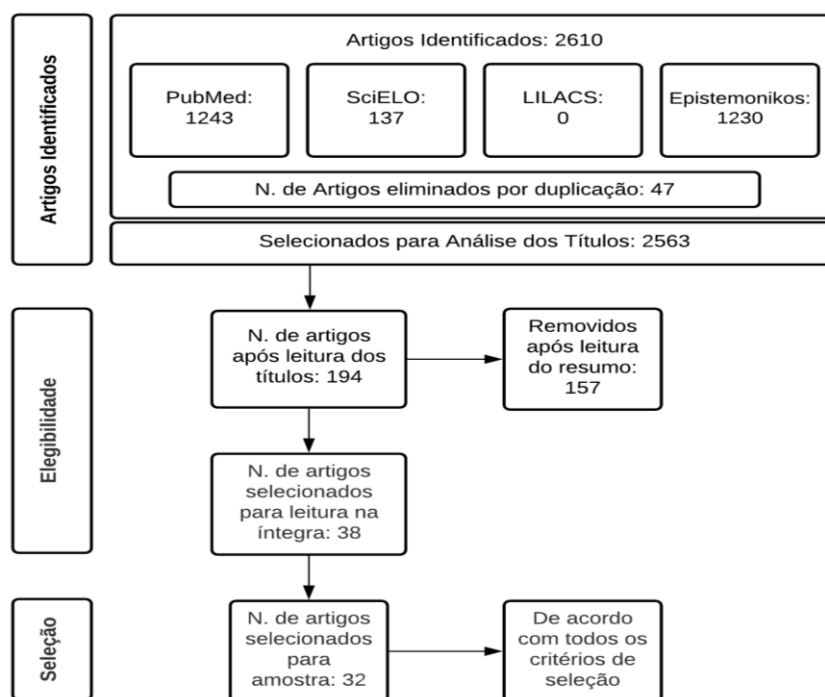 Artigos Identificados
Artigos Identificados: 2610
PubMed:
1243
SciELO:
137
LILACS:
0
Epistemonikos:
1230
N. de Artigos eliminados por duplicação: 47
Selecionados para Análise dos Títulos: 2563
Elegibilidade
N. de artigos
após leitura dos
títulos: 194
Removidos
após leitura
do resumo:
157
N. de artigos
selecionados
para leitura na
íntegra: 38
Seleção
N. de artigos
selecionados
para
amostra: 32
De acordo
com todos os
critérios de
seleção